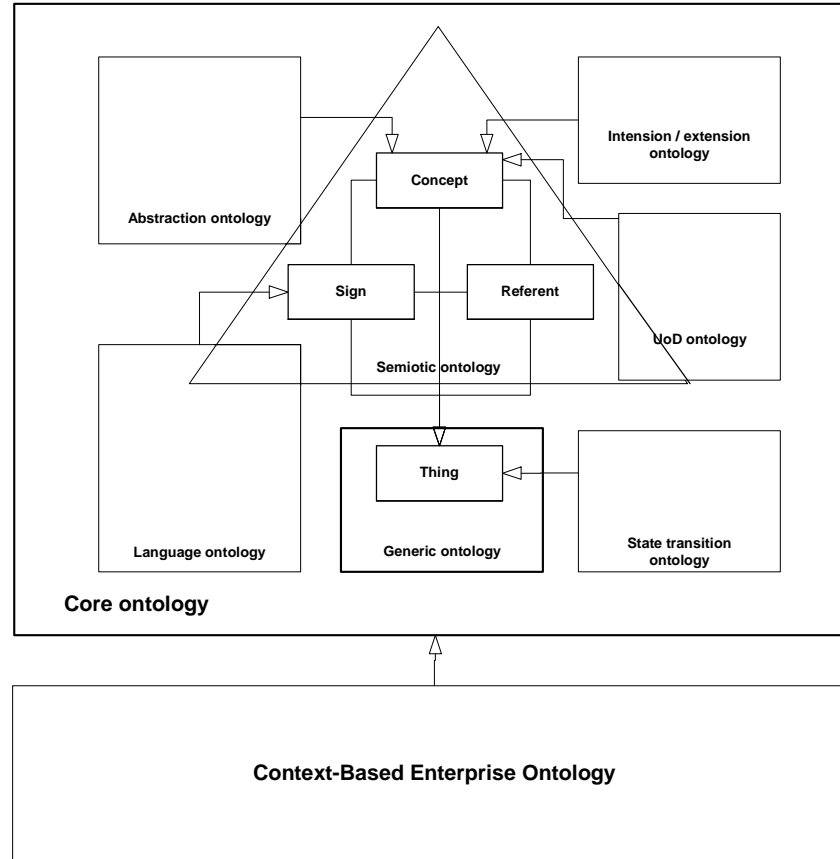 Intension / extension
ontology
Concept
Abstraction ontology
Sign
Referent
UoD ontology
Semiotic ontology
Thing
Language ontology
Generic ontology
State transition
ontology
Core ontology
Context-Based Enterprise Ontology